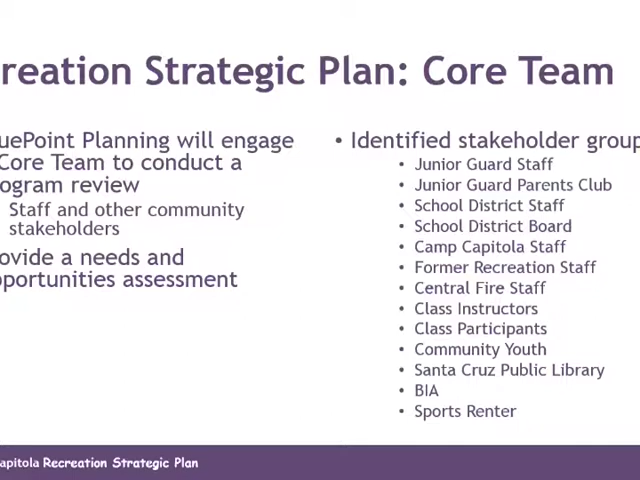 reation Strategic Plan: Core Team
uePoint Planning will engage
Core Team to conduct a
ogram review
Staff and other community
stakeholders
ovide a needs and
pportunities assessment
• Identified stakeholder group
• Junior Guard Staff
• Junior Guard Parents Club
• School District Staff
• School District Board
• Camp Capitola Staff
• Former Recreation Staff
• Central Fire Staff
• Class Instructors
• Class Participants
• Community Youth
• Santa Cruz Public Library
• BIA
• Sports Renter
apitola Recreation Strategic Plan